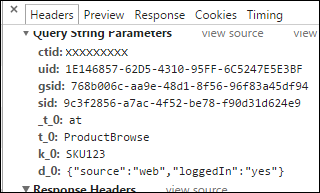 × Headers Preview Response Cookies Timing
▼ Query String Parameters view source view
ctid: XXXXXXXXX
uid: 1E146857-62D5-4310-95FF-6C5247E5E3BF
gsid: 768b006c-aa9e-48d1-8f56-96f83a45df94
sid: 9c3f2856-a7ac-4f52-be78-f90d31d624e9
_t_0: at
t_0: ProductBrowse
k_0: SKU123
d_0: {"source":"web","loggedIn":"yes"}
▼ Response Headers view source